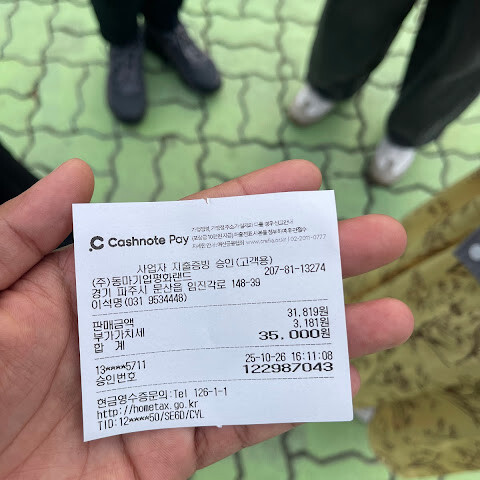 Cashnote Pay
사업자 지출증빙 승인(고객용)
(주)동마기업평화랜드 207-81-13274
경기 파주시 문산읍 임진각로 148-39
이석명(031 9534448)
판매금액 31.819원
부가가치세 3.181원
합 계 35.000원
13****5711 25-10-26 16:11:08
승인번호 122987043
현금영수증문의:Tel 126-1-1
http://hometax.go.kr
TID:12****50/SE6D/CYL